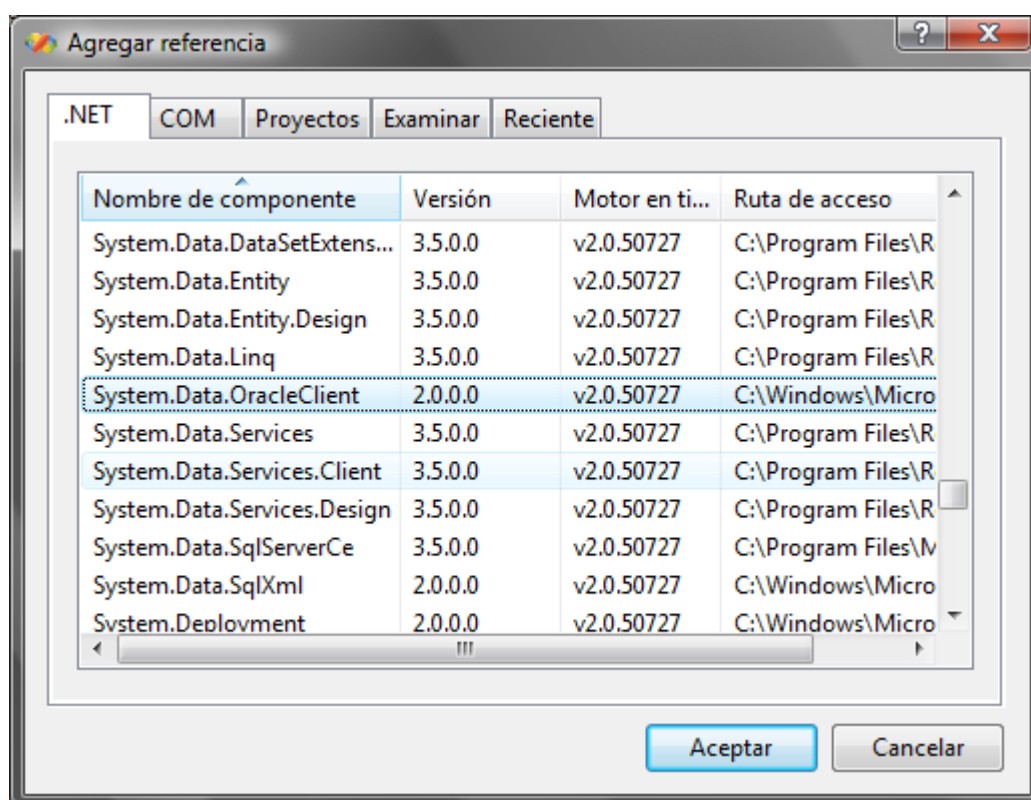 Agregar referencia
.NET COM Proyectos Examinar Reciente
Nombre de componente Versión Motor en ti... Ruta de acceso
System.Data.DataSetExtens... 3.5.0.0 v2.0.50727 C:\Program Files\R
System.Data.Entity 3.5.0.0 v2.0.50727 C:\Program Files\R
System.Data.Entity.Design 3.5.0.0 v2.0.50727 C:\Program Files\R
System.Data.Linq 3.5.0.0 v2.0.50727 C:\Program Files\R
System.Data.OracleClient 2.0.0.0 v2.0.50727 C:\Windows\Micro
System.Data.Services 3.5.0.0 v2.0.50727 C:\Program Files\R
System.Data.Services.Client 3.5.0.0 v2.0.50727 C:\Program Files\R
System.Data.Services.Design 3.5.0.0 v2.0.50727 C:\Program Files\R
System.Data.SqlServerCe 3.5.0.0 v2.0.50727 C:\Program Files\M
System.Data.SqlXml 2.0.0.0 v2.0.50727 C:\Windows\Micro
System.Deployment 2.0.0.0 v2.0.50727 C:\Windows\Micro
Aceptar Cancelar